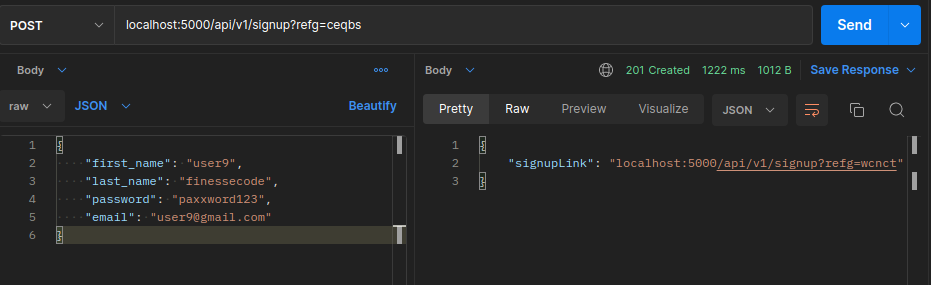 POST localhost:5000/api/v1/signup?refg=ceqbs Send
Body
raw JSON Beautify
1 {
2 "first_name": "user9",
3 "last_name": "finessecode",
4 "password": "paxxword123",
5 "email": "user9@gmail.com"
6 }
Body 201 Created 1222 ms 1012 B Save Response
Pretty Raw Preview Visualize JSON
1 {
2 "signupLink": "localhost:5000/api/v1/signup?refg=wcnct"
3 }